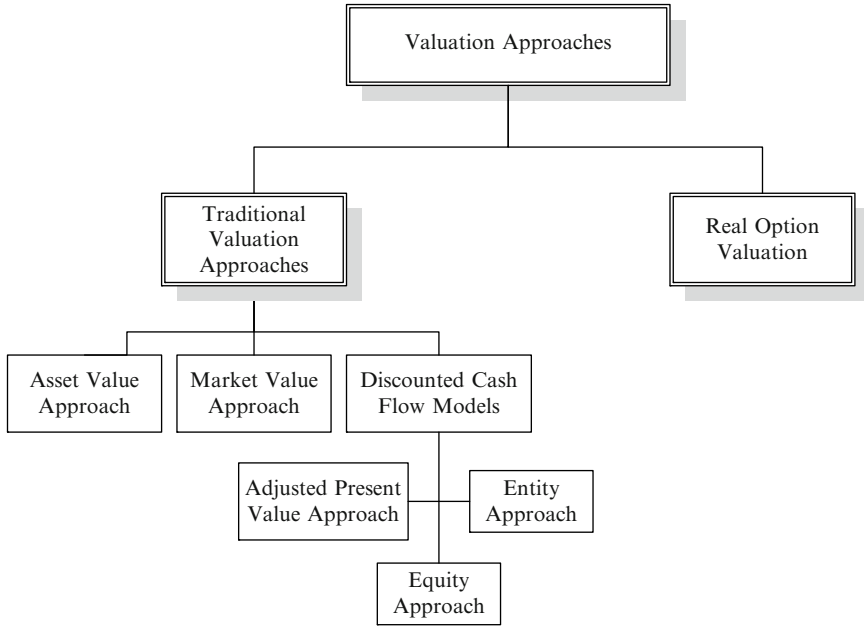 Valuation Approaches
Traditional
Valuation
Approaches
Real Option
Valuation
Asset Value
Approach
Market Value
Approach
Discounted Cash
Flow Models
Adjusted Present
Value Approach
Entity
Approach
Equity
Approach